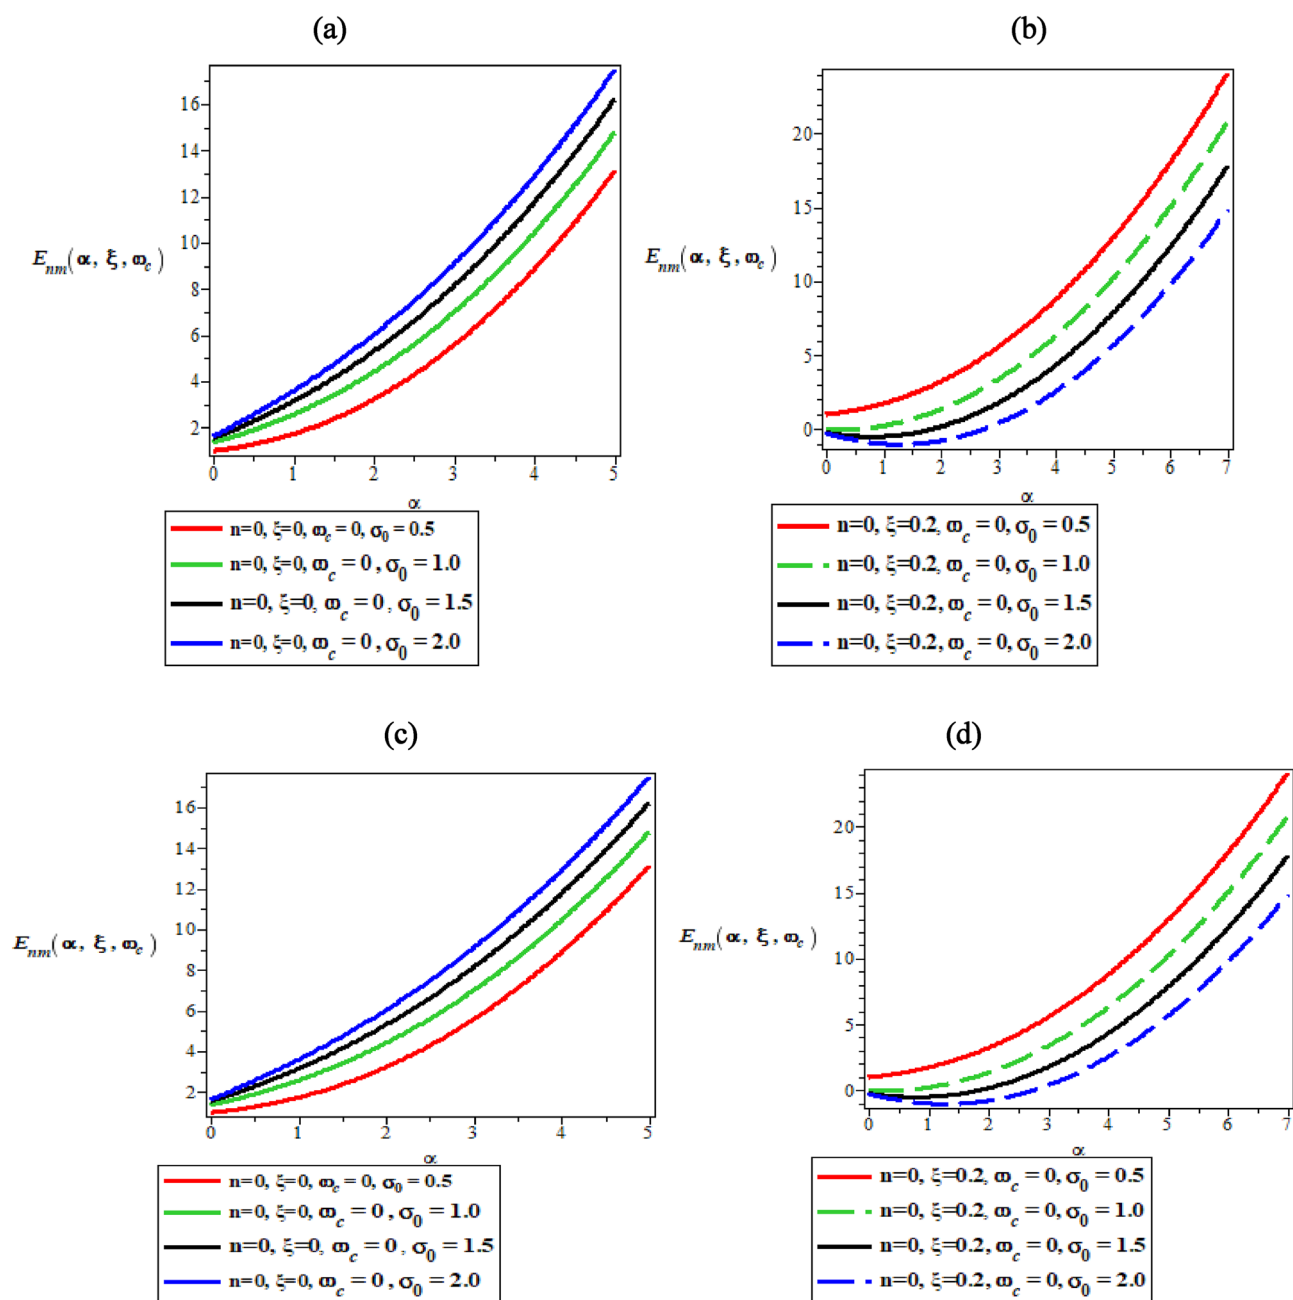 (a)
16
14
12
10
8
6
4
2
E_nm(α, ξ, ω_c)
0 1 2 3 4 5
α
n=0, ξ=0, ω_c = 0, σ_0 = 0.5
n=0, ξ=0, ω_c = 0 , σ_0 = 1.0
n=0, ξ=0, ω_c = 0 , σ_0 = 1.5
n=0, ξ=0, ω_c = 0 , σ_0 = 2.0
(b)
20
15
10
5
0
E_nm(α, ξ, ω_c)
0 1 2 3 4 5 6 7
α
n=0, ξ=0.2, ω_c = 0, σ_0 = 0.5
n=0, ξ=0.2, ω_c = 0, σ_0 = 1.0
n=0, ξ=0.2, ω_c = 0, σ_0 = 1.5
n=0, ξ=0.2, ω_c = 0, σ_0 = 2.0
(c)
16
14
12
10
8
6
4
2
E_nm(α, ξ, ω_c)
0 1 2 3 4 5
α
n=0, ξ=0, ω_c = 0, σ_0 = 0.5
n=0, ξ=0, ω_c = 0 , σ_0 = 1.0
n=0, ξ=0, ω_c = 0 , σ_0 = 1.5
n=0, ξ=0, ω_c = 0 , σ_0 = 2.0
(d)
20
15
10
5
0
E_nm(α, ξ, ω_c)
0 1 2 3 4 5 6 7
α
n=0, ξ=0.2, ω_c = 0, σ_0 = 0.5
n=0, ξ=0.2, ω_c = 0, σ_0 = 1.0
n=0, ξ=0.2, ω_c = 0, σ_0 = 1.5
n=0, ξ=0.2, ω_c = 0, σ_0 = 2.0